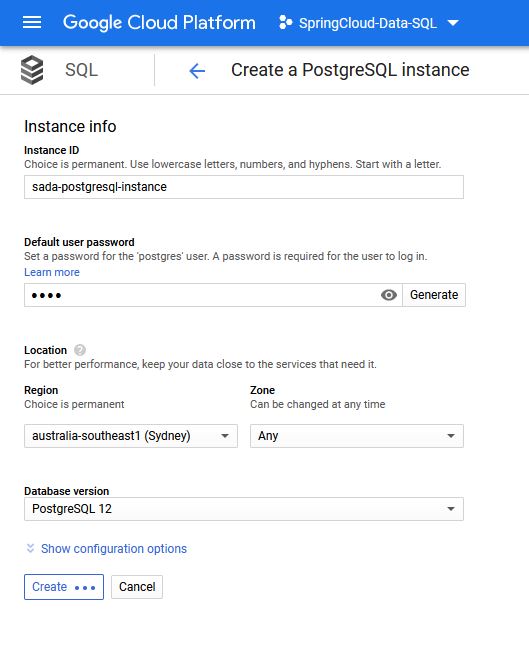 Google Cloud Platform SpringCloud-Data-SQL
SQL Create a PostgreSQL instance
Instance info
Instance ID
Choice is permanent. Use lowercase letters, numbers, and hyphens. Start with a letter.
sada-postgresql-instance
Default user password
Set a password for the 'postgres' user. A password is required for the user to log in.
Learn more
•••• Generate
Location ?
For better performance, keep your data close to the services that need it.
Region Zone
Choice is permanent Can be changed at any time
australia-southeast1 (Sydney) Any
Database version
PostgreSQL 12
Show configuration options
Create ••• Cancel